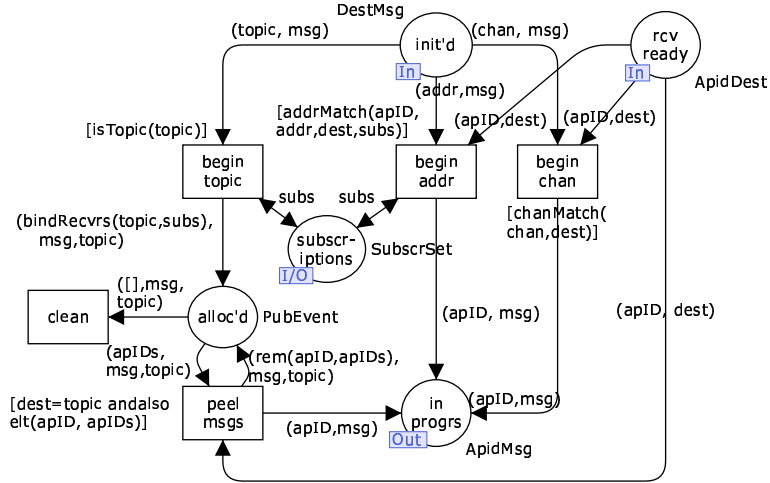 DestMsg
(topic, msg)
init'd
(chan, msg)
rcv
ready
In
In
ApidDest
(addr,msg)
[addrMatch(apID,
addr,dest,subs)]
[isTopic(topic)]
(apID,dest)
(apID,dest)
begin
topic
begin
addr
begin
chan
subs
subs
(bindRecvrs(topic,subs),
msg,topic)
[chanMatch(
chan,dest)]
subscr-
iptions
SubscrSet
I/O
([],msg,
topic)
clean
alloc'd
PubEvent
(apID, msg)
(apID, dest)
(apIDs,
msg,topic)
(rem(apID,apIDs),
msg,topic)
[dest=topic andalso
elt(apID, apIDs)]
peel
msgs
(apID,msg)
in
progrs
(apID,msg)
Out
ApidMsg